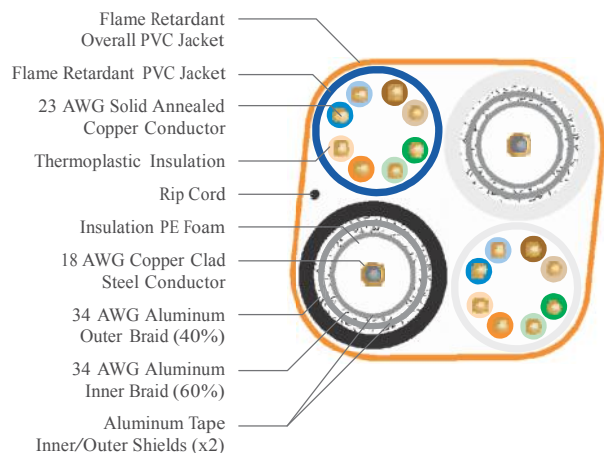 Flame Retardant
Overall PVC Jacket
Flame Retardant PVC Jacket
23 AWG Solid Annealed
Copper Conductor
Thermoplastic Insulation
Rip Cord
Insulation PE Foam
18 AWG Copper Clad
Steel Conductor
34 AWG Aluminum
Outer Braid (40%)
34 AWG Aluminum
Inner Braid (60%)
Aluminum Tape
Inner/Outer Shields (x2)